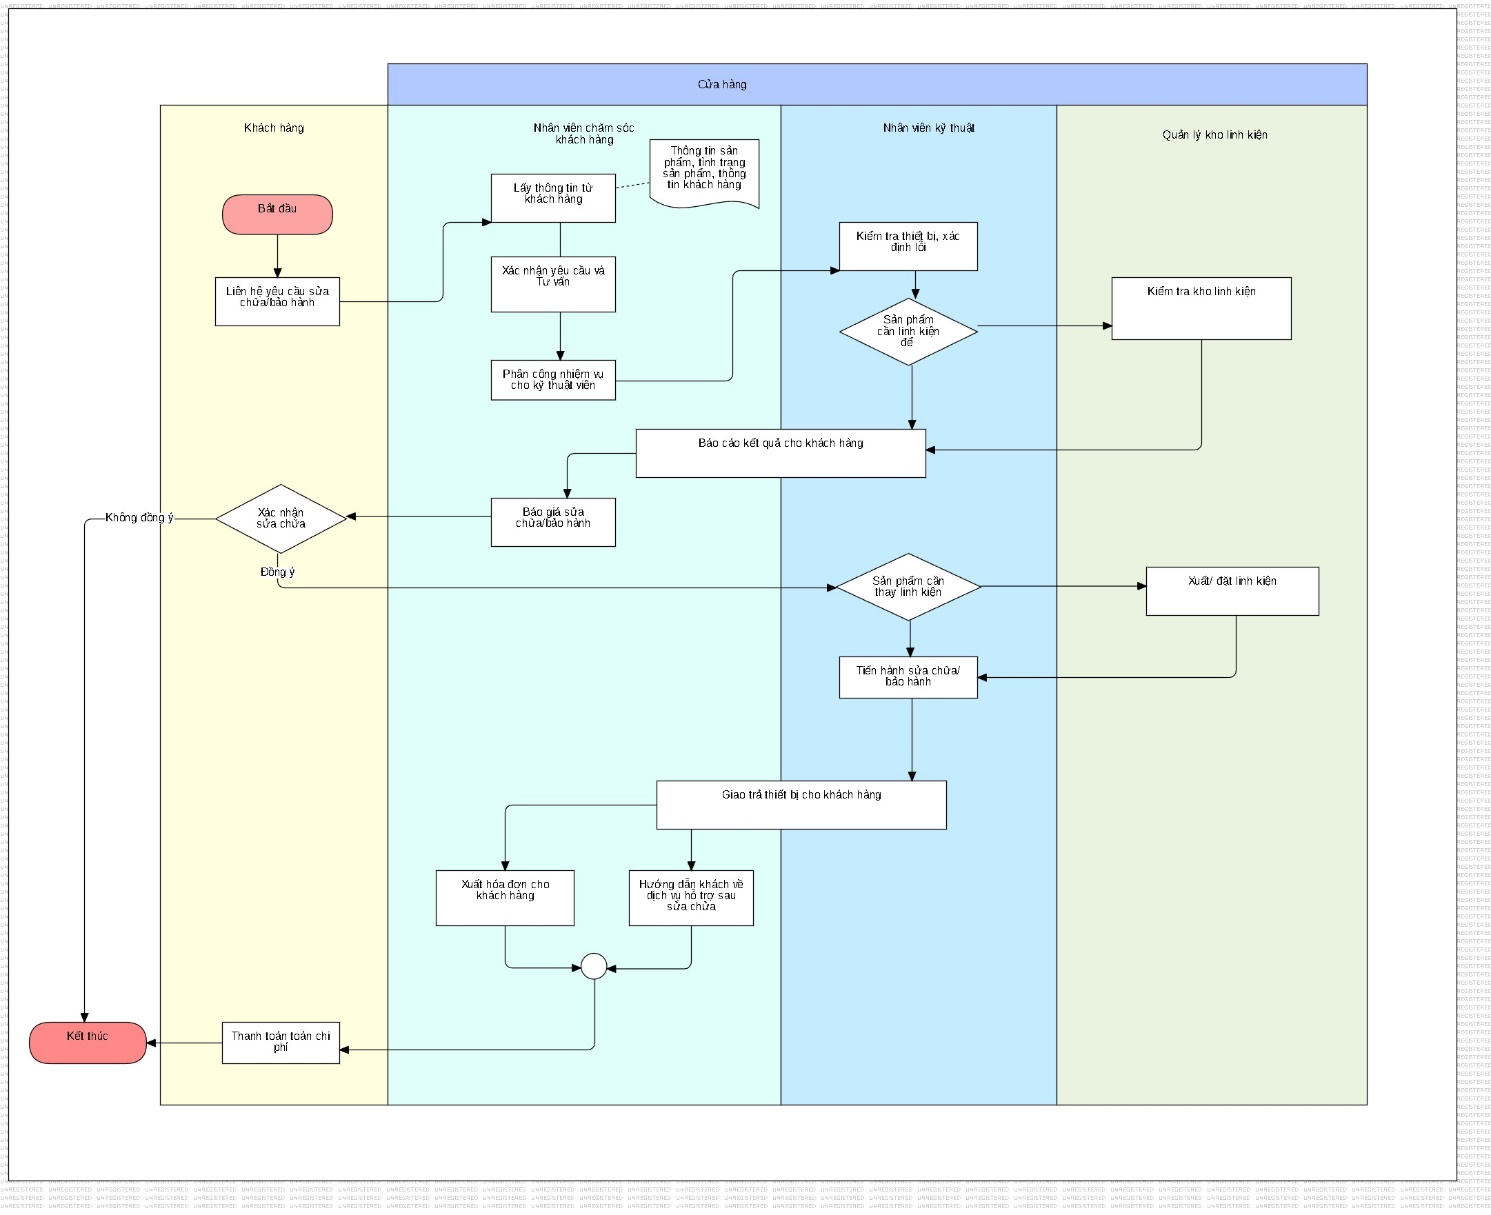 Cửa hàng
Khách hàng
Nhân viên chăm sóc
khách hàng
Nhân viên kỹ thuật
Quản lý kho linh kiện
Thông tin sản
phẩm, tình trạng
sản phẩm, thông
tin khách hàng
Lấy thông tin từ
khách hàng
Bắt đầu
Kiểm tra thiết bị, xác
định lỗi
Xác nhận yêu cầu và
Tư vấn
Liên hệ yêu cầu sửa
chữa/bảo hành
Kiểm tra kho linh kiện
Sản phẩm
cần linh kiện
để
Phân công nhiệm vụ
cho kỹ thuật viên
Báo cáo kết quả cho khách hàng
Báo giá sửa
chữa/bảo hành
Xác nhận
sửa chữa
Không đồng ý
Đồng ý
Sản phẩm cần
thay linh kiện
Xuất/ đặt linh kiện
Tiến hành sửa chữa/
bảo hành
Giao trả thiết bị cho khách hàng
Xuất hóa đơn cho
khách hàng
Hướng dẫn khách về
dịch vụ hỗ trợ sau
sửa chữa
Kết thúc
Thanh toán toàn chi
phí
UNREGISTERED